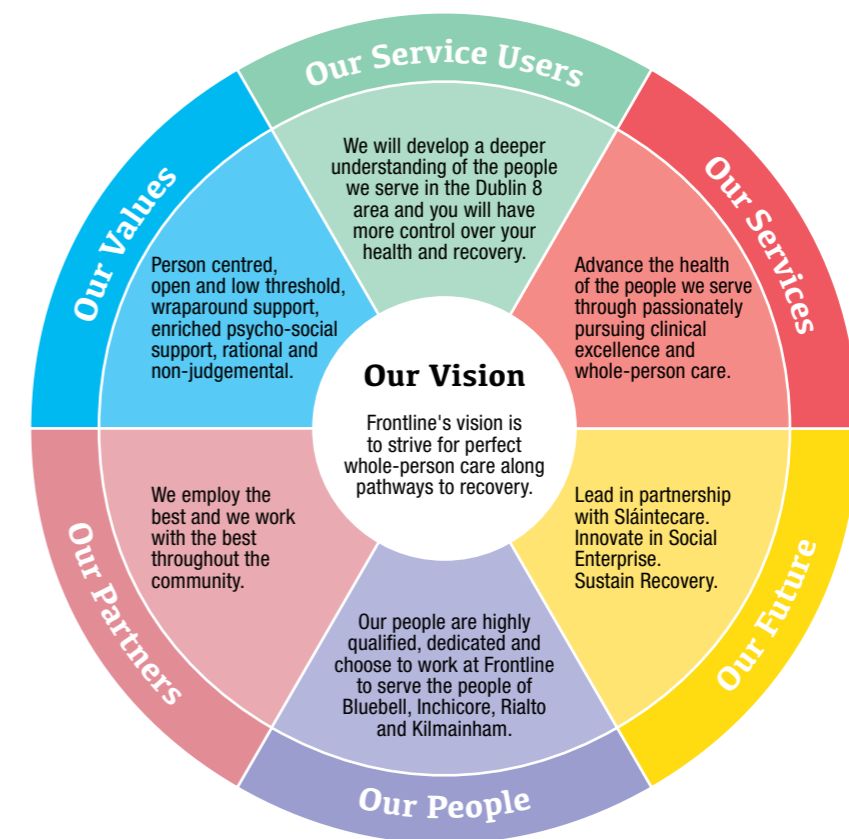 Our Service Users
We will develop a deeper
understanding of the people
we serve in the Dublin 8
area and you will have
more control over your
health and recovery.
Our Services
Advance the health
of the people we serve
through passionately
pursuing clinical
excellence and
whole-person care.
Our Future
Lead in partnership
with Sláintecare.
Innovate in Social
Enterprise.
Sustain Recovery.
Our People
Our people are highly
qualified, dedicated and
choose to work at Frontline
to serve the people of
Bluebell, Inchicore, Rialto
and Kilmainham.
Our Partners
We employ the
best and we work
with the best
throughout the
community.
Our Values
Person centred,
open and low threshold,
wraparound support,
enriched psycho-social
support, rational and
non-judgemental.
Our Vision
Frontline's vision is
to strive for perfect
whole-person care along
pathways to recovery.